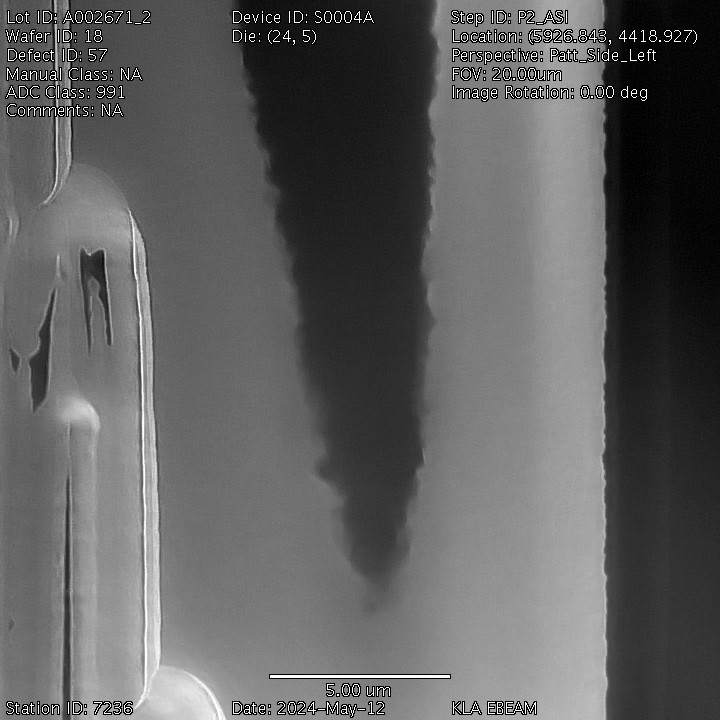 Lot ID: A002671_2
Wafer ID: 18
Defect ID: 57
Manual Class: NA
ADC Class: 991
Comments: NA
Device ID: S0004A
Die: (24, 5)
Step ID: P2_ASI
Location: (5926.843, 4418.927)
Perspective: Patt_Side_Left
FOV: 20.00um
Image Rotation: 0.00 deg
5.00 um
Station ID: 7236
Date: 2024-May-12
KLA EBEAM